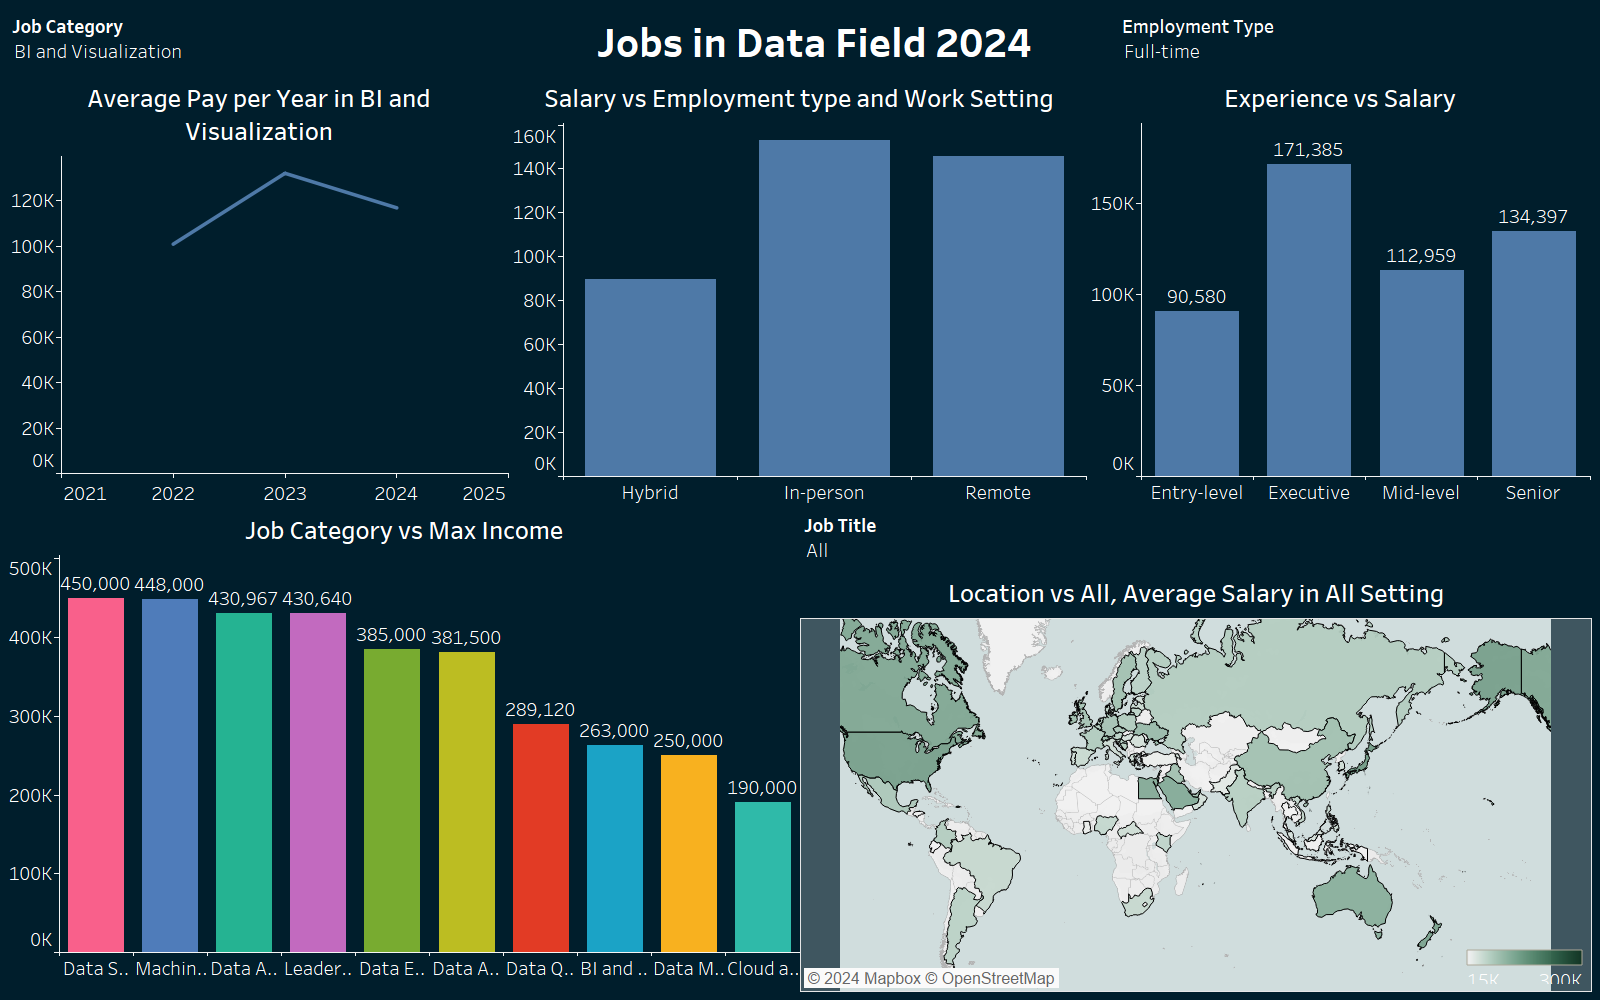 Job Category
BI and Visualization
Jobs in Data Field 2024
Employment Type
Full-time
Average Pay per Year in BI and
Visualization
120K
100K
80K
60K
40K
20K
0K
2021 2022 2023 2024 2025
Salary vs Employment type and Work Setting
160K
140K
120K
100K
80K
60K
40K
20K
0K
Hybrid In-person Remote
Experience vs Salary
150K
100K
50K
0K
90,580 171,385 112,959 134,397
Entry-level Executive Mid-level Senior
Job Category vs Max Income
500K
400K
300K
200K
100K
0K
450,000 448,000 430,967 430,640 385,000 381,500 289,120 263,000 250,000 190,000
Data S.. Machin.. Data A.. Leader.. Data E.. Data A.. Data Q.. BI and .. Data M.. Cloud a..
Job Title
All
Location vs All, Average Salary in All Setting
© 2024 Mapbox © OpenStreetMap
15K 300K